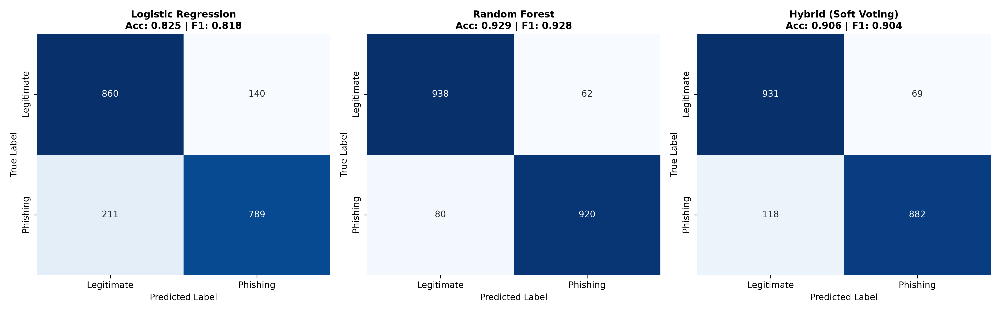 Logistic Regression
Acc: 0.825 | F1: 0.818
True Label
Legitimate
Phishing
860
140
211
789
Legitimate
Phishing
Predicted Label
Random Forest
Acc: 0.929 | F1: 0.928
True Label
Legitimate
Phishing
938
62
80
920
Legitimate
Phishing
Predicted Label
Hybrid (Soft Voting)
Acc: 0.906 | F1: 0.904
True Label
Legitimate
Phishing
931
69
118
882
Legitimate
Phishing
Predicted Label